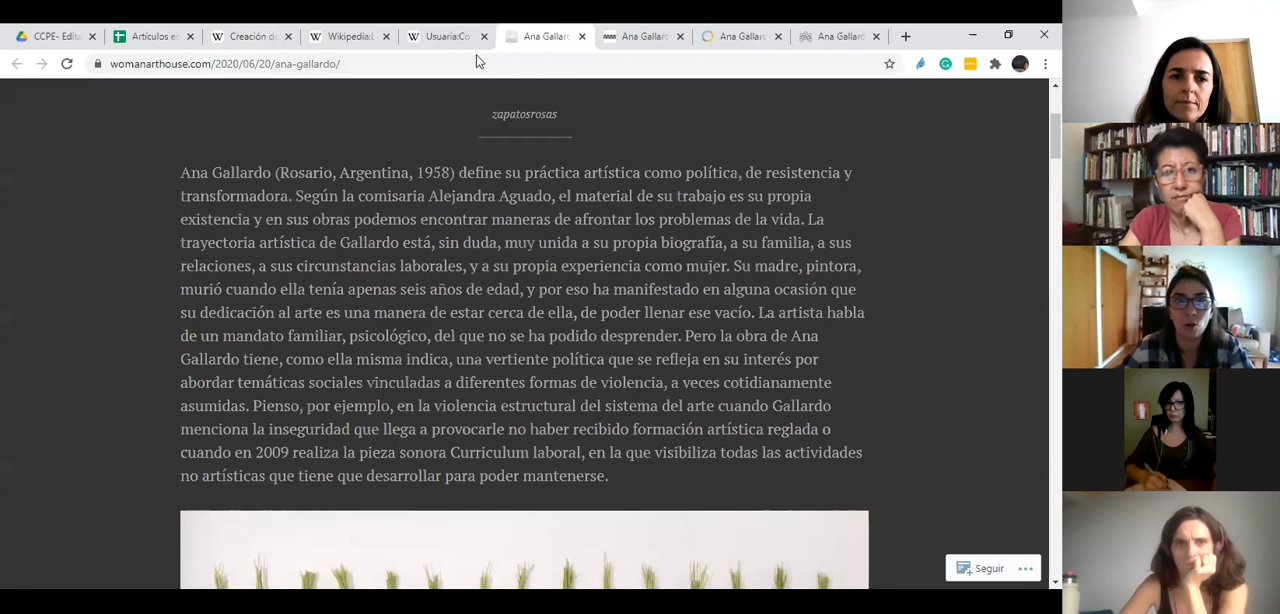 CCPE- Edita
Artículos ed
Creación de
Wikipedia:L
Usuaria:Co
Ana Gallard
Ana Gallard
Ana Gallard
Ana Gallard
womanarthouse.com/2020/06/20/ana-gallardo/
zapatosrosas
Ana Gallardo (Rosario, Argentina, 1958) define su práctica artística como política, de resistencia y
transformadora. Según la comisaria Alejandra Aguado, el material de su trabajo es su propia
existencia y en sus obras podemos encontrar maneras de afrontar los problemas de la vida. La
trayectoria artística de Gallardo está, sin duda, muy unida a su propia biografía, a su familia, a sus
relaciones, a sus circunstancias laborales, y a su propia experiencia como mujer. Su madre, pintora,
murió cuando ella tenía apenas seis años de edad, y por eso ha manifestado en alguna ocasión que
su dedicación al arte es una manera de estar cerca de ella, de poder llenar ese vacío. La artista habla
de un mandato familiar, psicológico, del que no se ha podido desprender. Pero la obra de Ana
Gallardo tiene, como ella misma indica, una vertiente política que se refleja en su interés por
abordar temáticas sociales vinculadas a diferentes formas de violencia, a veces cotidianamente
asumidas. Pienso, por ejemplo, en la violencia estructural del sistema del arte cuando Gallardo
menciona la inseguridad que llega a provocarle no haber recibido formación artística reglada o
cuando en 2009 realiza la pieza sonora Curriculum laboral, en la que visibiliza todas las actividades
no artísticas que tiene que desarrollar para poder mantenerse.
Seguir